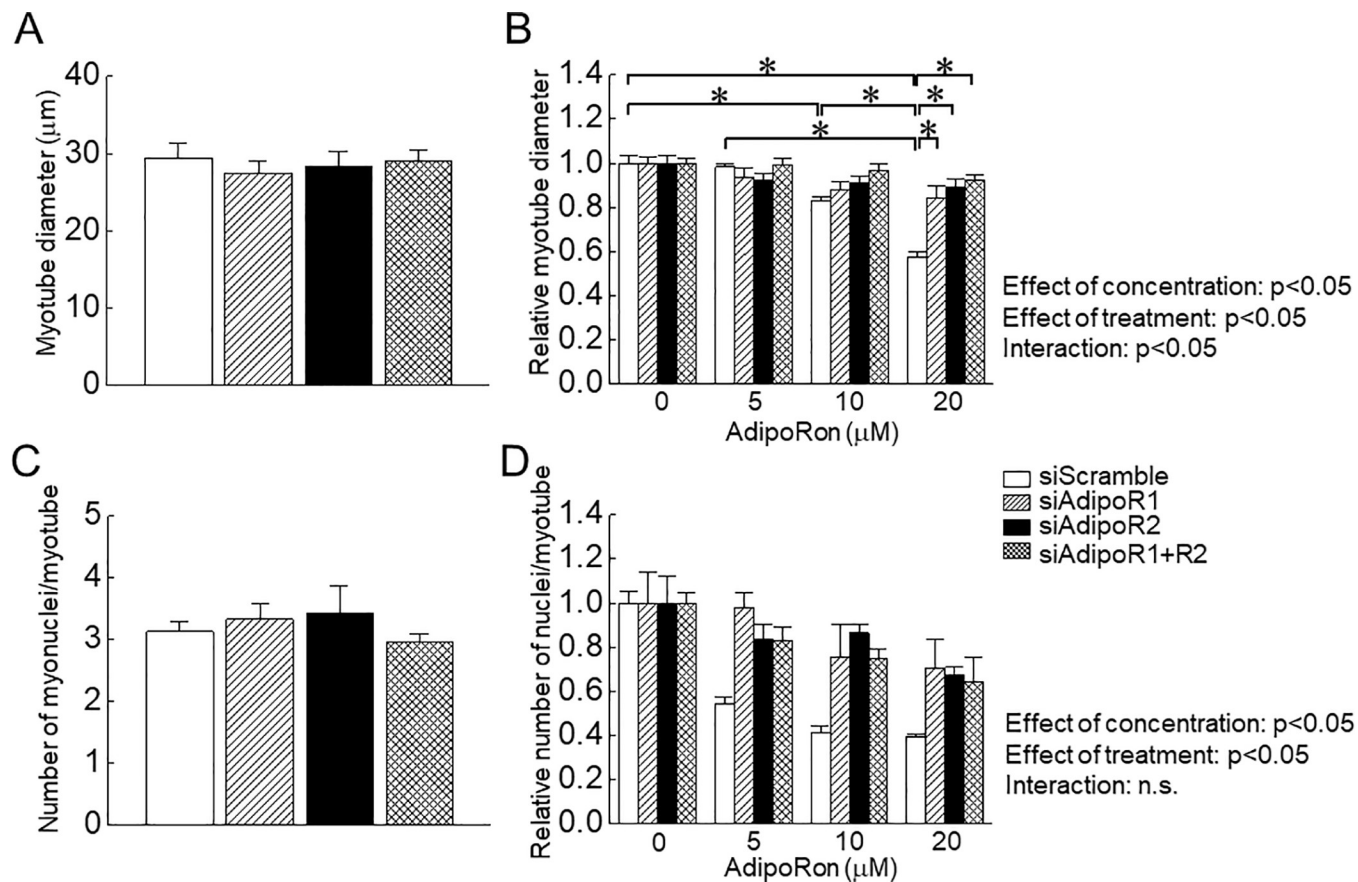 A
Myotube diameter (μm)
40
30
20
10
0
B
Relative myotube diameter
1.4
1.2
1.0
0.8
0.6
0.4
0.2
0.0
* *
* * *
* *
0 5 10 20
AdipoRon (μM)
Effect of concentration: p<0.05
Effect of treatment: p<0.05
Interaction: p<0.05
C
Number of myonuclei/myotube
5
4
3
2
1
0
D
Relative number of nuclei/myotube
1.4
1.2
1.0
0.8
0.6
0.4
0.2
0.0
0 5 10 20
AdipoRon (μM)
siScramble
siAdipoR1
siAdipoR2
siAdipoR1+R2
Effect of concentration: p<0.05
Effect of treatment: p<0.05
Interaction: n.s.